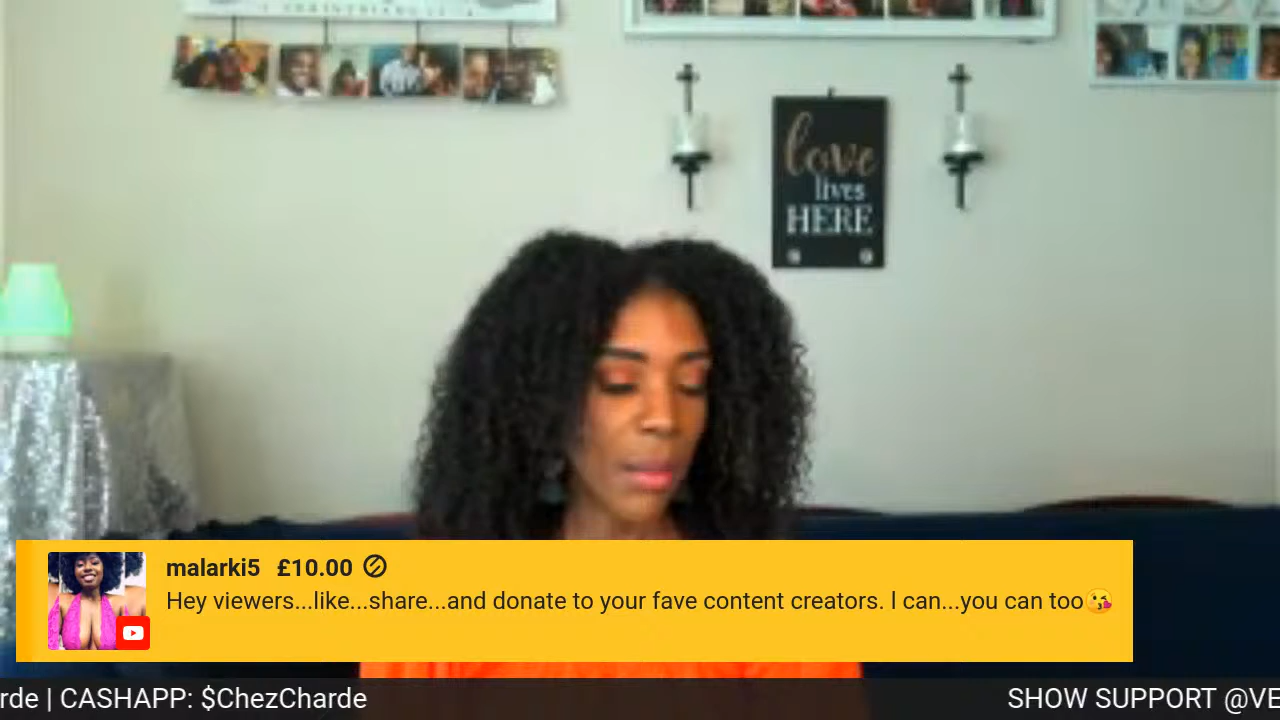 love
lives
HERE
malarki5 £10.00
Hey viewers...like...share...and donate to your fave content creators. I can...you can too😘
rde | CASHAPP: $ChezCharde
SHOW SUPPORT @VE